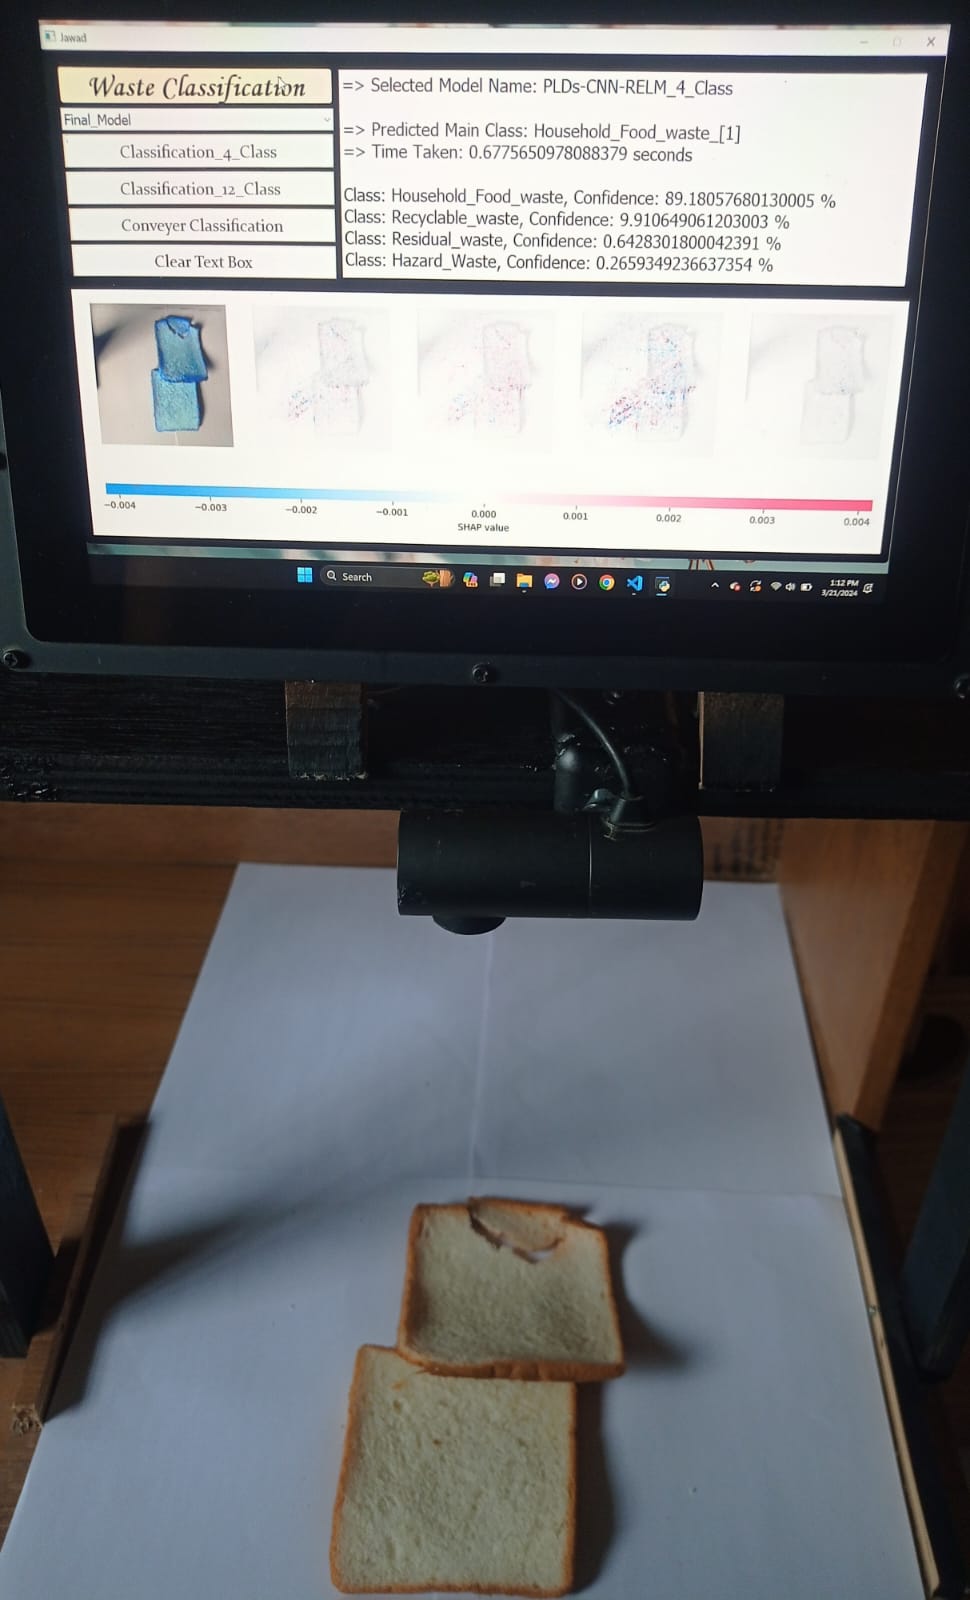 Jawad
Waste Classification
Final_Model
Classification_4_Class
Classification_12_Class
Conveyer Classification
Clear Text Box
=> Selected Model Name: PLDs-CNN-RELM_4_Class
=> Predicted Main Class: Household_Food_waste_[1]
=> Time Taken: 0.6775650978088379 seconds
Class: Household_Food_waste, Confidence: 89.18057680130005 %
Class: Recyclable_waste, Confidence: 9.910649061203003 %
Class: Residual_waste, Confidence: 0.6428301800042391 %
Class: Hazard_Waste, Confidence: 0.2659349236637354 %
−0.004 −0.003 −0.002 −0.001 0.000 0.001 0.002 0.003 0.004
SHAP value
Search
1:12 PM
3/21/2024